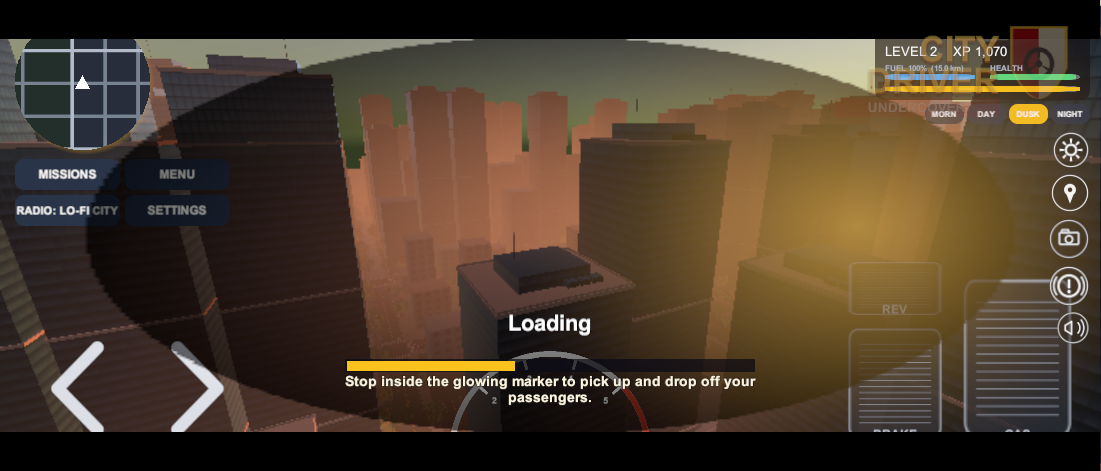 CITY
DRIVER
UNDERCOVER
LEVEL 2 XP 1,070
FUEL 100% (15.0 km) HEALTH
MORN DAY DUSK NIGHT
MISSIONS MENU
RADIO: LO-FI CITY SETTINGS
REV
Loading
Stop inside the glowing marker to pick up and drop off your
passengers.
2 5
BRAKE GAS